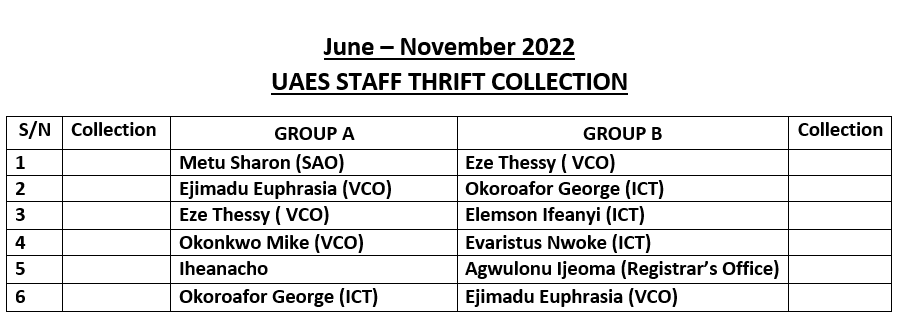 June – November 2022
UAES STAFF THRIFT COLLECTION
S/N Collection GROUP A GROUP B Collection
1 Metu Sharon (SAO) Eze Thessy ( VCO)
2 Ejimadu Euphrasia (VCO) Okoroafor George (ICT)
3 Eze Thessy ( VCO) Elemson Ifeanyi (ICT)
4 Okonkwo Mike (VCO) Evaristus Nwoke (ICT)
5 Iheanacho Agwulonu Ijeoma (Registrar’s Office)
6 Okoroafor George (ICT) Ejimadu Euphrasia (VCO)